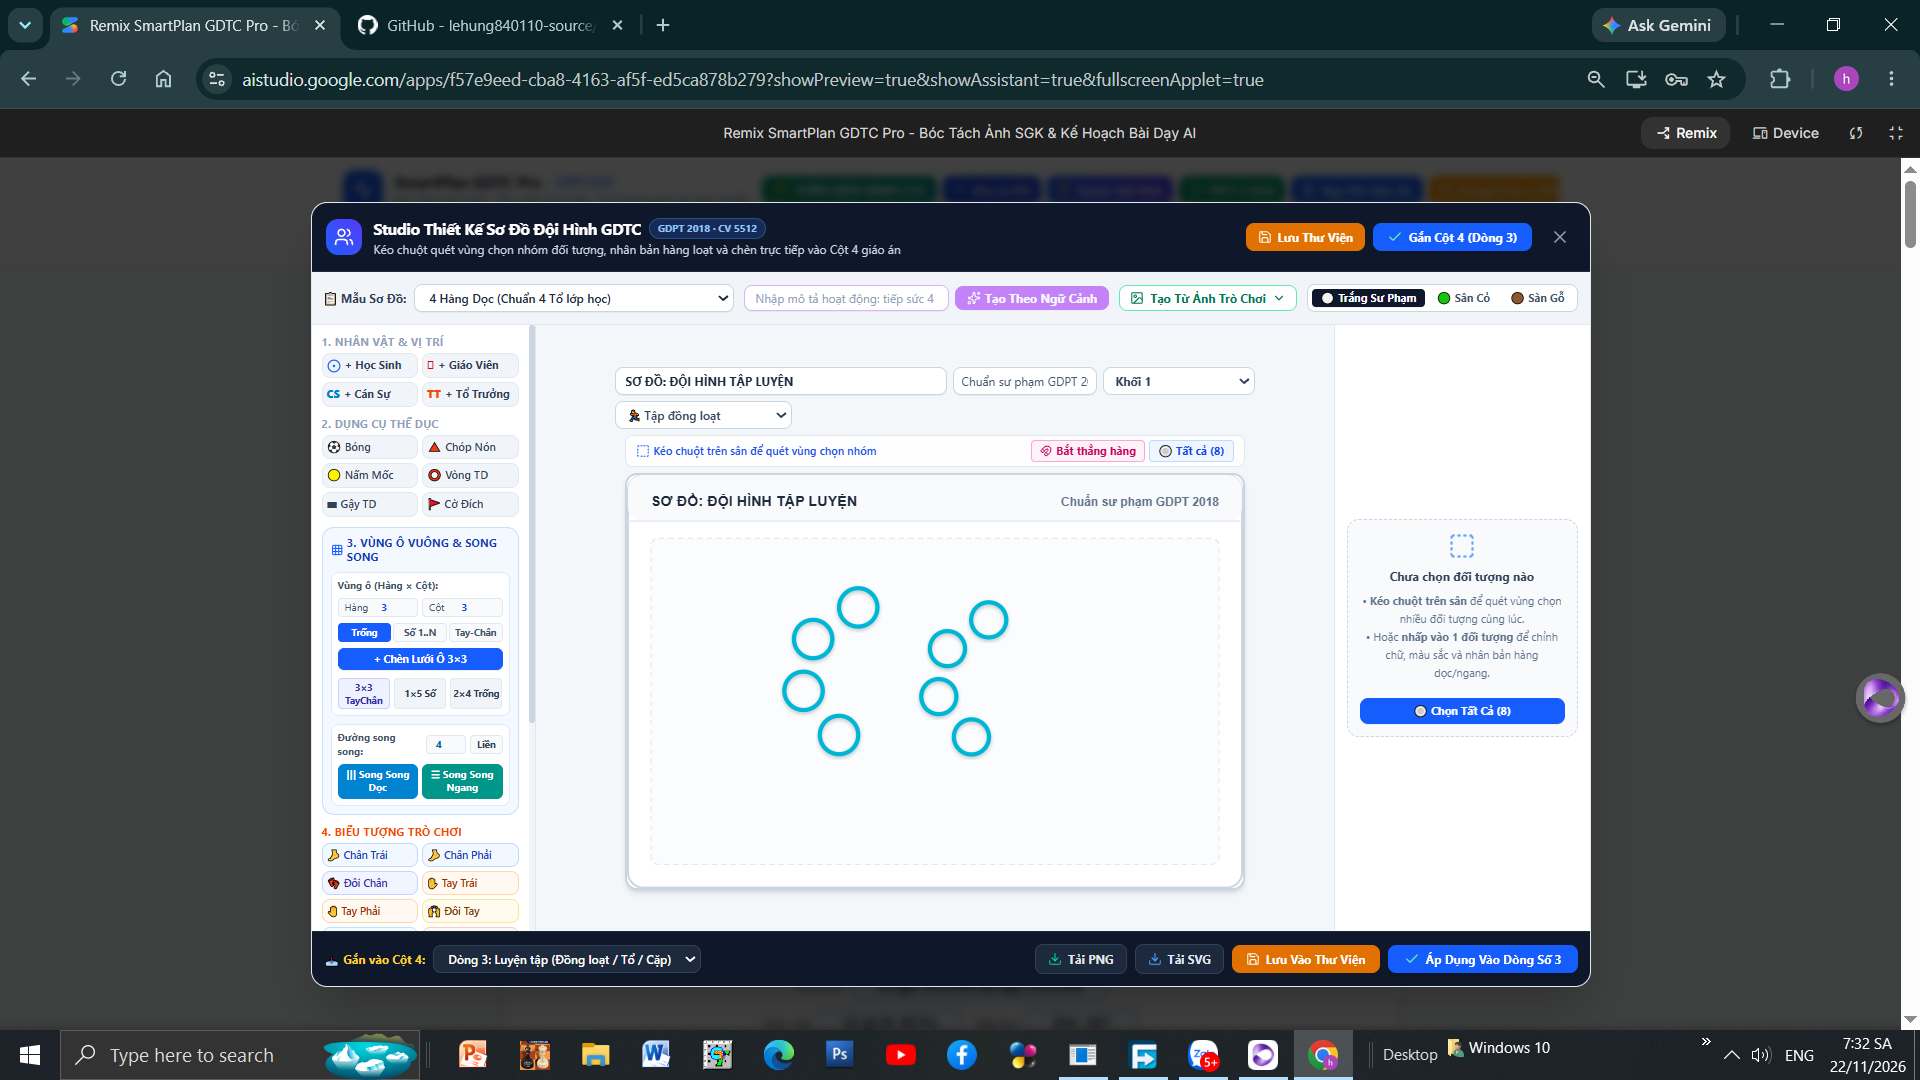 Remix SmartPlan GDTC Pro - Bó
GitHub - lehung840110-source/
Ask Gemini
aistudio.google.com/apps/f57e9eed-cba8-4163-af5f-ed5ca878b279?showPreview=true&showAssistant=true&fullscreenApplet=true
h
Remix SmartPlan GDTC Pro - Bóc Tách Ảnh SGK & Kế Hoạch Bài Dạy AI
Remix
Device
Studio Thiết Kế Sơ Đồ Đội Hình GDTC
GDPT 2018 • CV 5512
Kéo chuột quét vùng chọn nhóm đối tượng, nhân bản hàng loạt và chèn trực tiếp vào Cột 4 giáo án
Lưu Thư Viện
Gắn Cột 4 (Dòng 3)
Mẫu Sơ Đồ:
4 Hàng Dọc (Chuẩn 4 Tổ lớp học)
Nhập mô tả hoạt động: tiếp sức 4
Tạo Theo Ngữ Cảnh
Tạo Từ Ảnh Trò Chơi
Trắng Sư Phạm
Sân Cỏ
Sàn Gỗ
1. NHÂN VẬT & VỊ TRÍ
+ Học Sinh
+ Giáo Viên
CS + Cán Sự
TT + Tổ Trưởng
2. DỤNG CỤ THỂ DỤC
Bóng
Chóp Nón
Nấm Mốc
Vòng TD
Gậy TD
Cờ Đích
3. VÙNG Ô VUÔNG & SONG SONG
Vùng ô (Hàng × Cột):
Hàng 3
Cột 3
Trống
Số 1..N
Tay-Chân
+ Chèn Lưới Ô 3×3
3×3 TayChân
1×5 Số
2×4 Trống
Đường song song:
4
Liền
Song Song Dọc
Song Song Ngang
4. BIỂU TƯỢNG TRÒ CHƠI
Chân Trái
Chân Phải
Đôi Chân
Tay Trái
Tay Phải
Đôi Tay
SƠ ĐỒ: ĐỘI HÌNH TẬP LUYỆN
Chuẩn sư phạm GDPT 2
Khối 1
Tập đồng loạt
Kéo chuột trên sân để quét vùng chọn nhóm
Bắt thẳng hàng
Tất cả (8)
SƠ ĐỒ: ĐỘI HÌNH TẬP LUYỆN
Chuẩn sư phạm GDPT 2018
Chưa chọn đối tượng nào
• Kéo chuột trên sân để quét vùng chọn
nhiều đối tượng cùng lúc.
• Hoặc nhấp vào 1 đối tượng để chỉnh
chữ, màu sắc và nhân bản hàng
dọc/ngang.
Chọn Tất Cả (8)
Gắn vào Cột 4:
Dòng 3: Luyện tập (Đồng loạt / Tổ / Cặp)
Tải PNG
Tải SVG
Lưu Vào Thư Viện
Áp Dụng Vào Dòng Số 3
Type here to search
Desktop
Windows 10
ENG
7:32 SA
22/11/2026